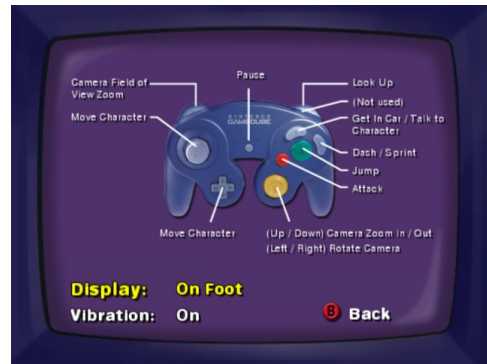 Pause
Camera Field of
View Zoom
Look Up
(Not used)
Move Character
Get In Car / Talk to
Character
NINTENDO
GAMECUBE
Dash / Sprint
Jump
Attack
Move Character
(Up / Down) Camera Zoom In / Out
(Left / Right) Rotate Camera
Display: On Foot
Vibration: On
B Back